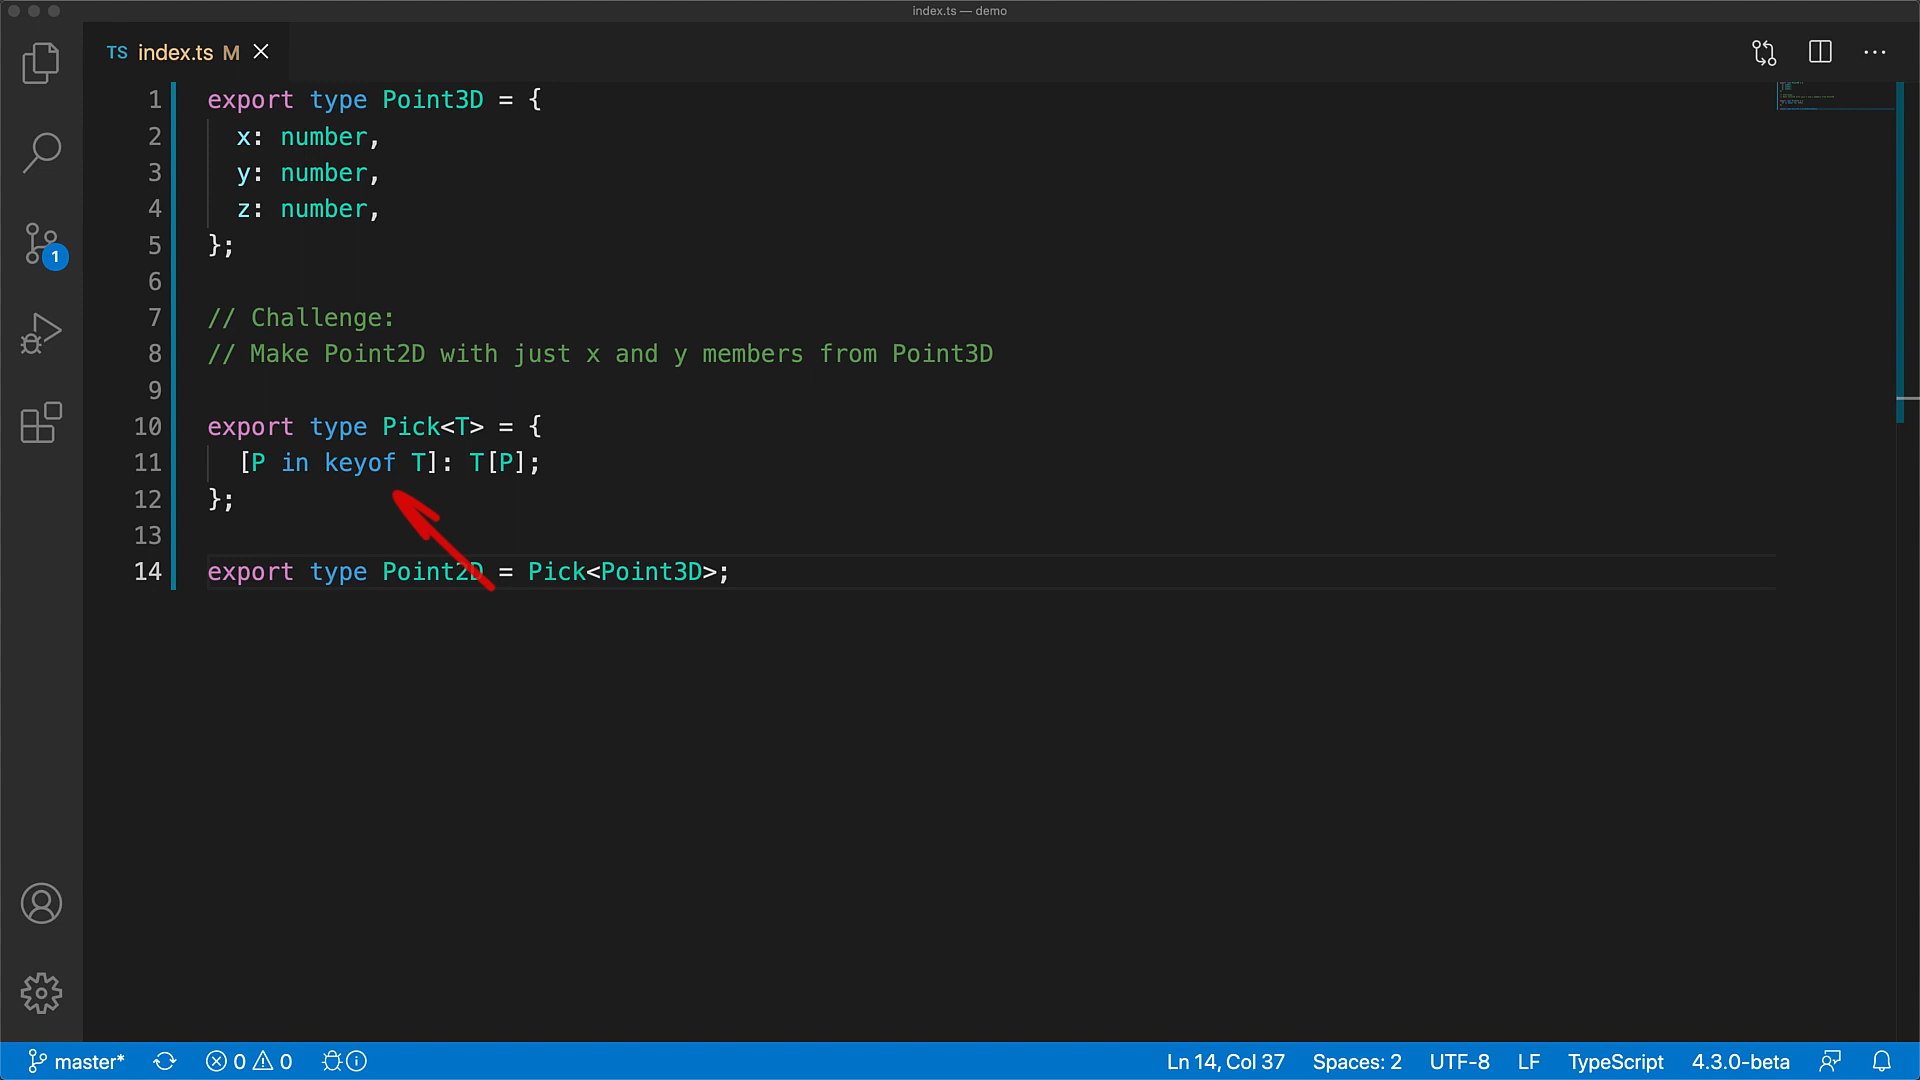 index.ts — demo
TS index.ts M
1 export type Point3D = {
2 x: number,
3 y: number,
4 z: number,
5 };
6
7 // Challenge:
8 // Make Point2D with just x and y members from Point3D
9
10 export type Pick<T> = {
11 [P in keyof T]: T[P];
12 };
13
14 export type Point2D = Pick<Point3D>;
1
master* 0 0 Ln 14, Col 37 Spaces: 2 UTF-8 LF TypeScript 4.3.0-beta